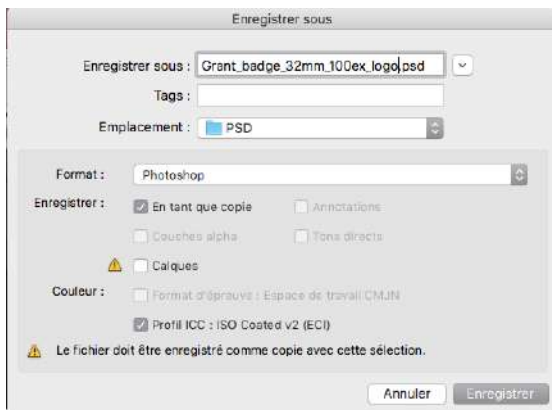 Enregistrer sous
Enregistrer sous : Grant_badge_32mm_100ex_logo.psd
Tags :
Emplacement : PSD
Format : Photoshop
Enregistrer : En tant que copie Annotations
Couches alpha Tons directs
Calques
Couleur : Format d'épreuve : Espace de travail CMJN
Profil ICC : ISO Coated v2 (ECI)
Le fichier doit être enregistré comme copie avec cette sélection.
Annuler Enregistrer